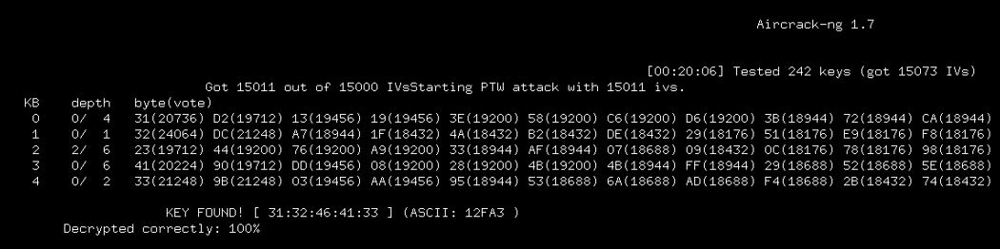 Aircrack-ng 1.7
[00:20:06] Tested 242 keys (got 15073 IVs)
Got 15011 out of 15000 IVsStarting PTW attack with 15011 ivs.
KB depth byte(vote)
0 0/ 4 31(20736) D2(19712) 13(19456) 19(19456) 3E(19200) 58(19200) C6(19200) D6(19200) 3B(18944) 72(18944) CA(18944)
1 0/ 1 32(24064) DC(21248) A7(18944) 1F(18432) 4A(18432) B2(18432) DE(18432) 29(18176) 51(18176) E9(18176) F8(18176)
2 2/ 6 23(19712) 44(19200) 76(19200) A9(19200) 33(18944) AF(18944) 07(18688) 09(18432) 0C(18176) 78(18176) 98(18176)
3 0/ 6 41(20224) 90(19712) DD(19456) 08(19200) 28(19200) 4B(19200) 4B(18944) FF(18944) 29(18688) 52(18688) 5E(18688)
4 0/ 2 33(21248) 9B(21248) 03(19456) AA(19456) 95(18944) 53(18688) 6A(18688) AD(18688) F4(18688) 2B(18432) 74(18432)
KEY FOUND! [ 31:32:46:41:33 ] (ASCII: 12FA3 )
Decrypted correctly: 100%